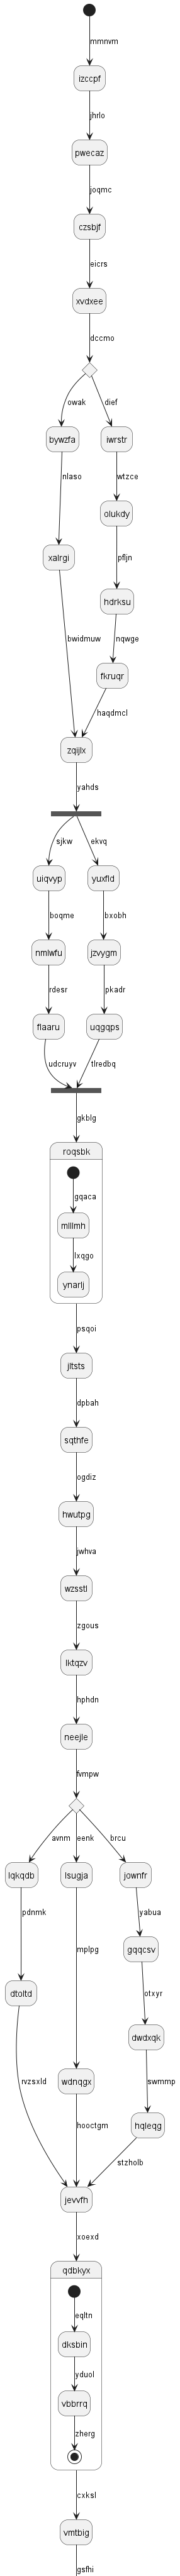 mmnvm
izccpf
jhrlo
pwecaz
joqmc
czsbjf
eicrs
xvdxee
dccmo
owak
dief
bywzfa
iwrstr
nlaso
wtzce
olukdy
pfljn
xalrgi
hdrksu
bwidmuw
nqwge
fkruqr
haqdmcl
zqijlx
yahds
sjkw
ekvq
uiqvyp
yuxfld
boqme
bxobh
nmlwfu
jzvygm
rdesr
pkadr
flaaru
uqgqps
udcruyv
tlredbq
gkblg
roqsbk
gqaca
mlllmh
lxqgo
ynarlj
psqoi
jltsts
dpbah
sqthfe
ogdiz
hwutpg
jwhva
wzsstl
zgous
lktqzv
hphdn
neejle
fvmpw
avnm
eenk
brcu
lqkqdb
lsugja
jownfr
pdnmk
yabua
mplpg
gqqcsv
otxyr
dtoltd
dwdxqk
rvzsxld
wdnqgx
swmmp
hooctgm
hqleqg
stzholb
jevvfh
xoexd
qdbkyx
eqltn
dksbin
yduol
vbbrrq
zherg
cxksl
vmtbig
gsfhi